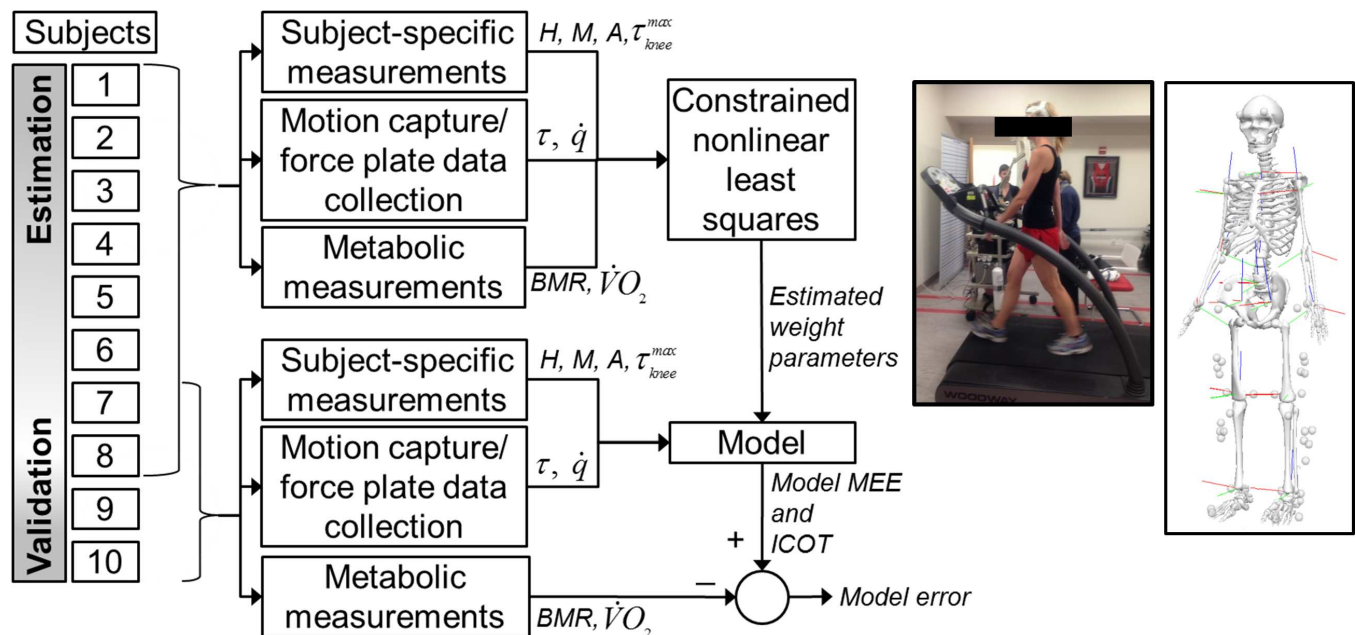 Subjects
Estimation
Validation
1
2
3
4
5
6
7
8
9
10
Subject-specific
measurements
H, M, A, τ_knee^max
Motion capture/
force plate data
collection
τ, q̇
Metabolic
measurements
BMR, V̇O₂
Constrained
nonlinear
least
squares
Estimated
weight
parameters
Subject-specific
measurements
H, M, A, τ_knee^max
Motion capture/
force plate data
collection
τ, q̇
Model
Model MEE
and
ICOT
Metabolic
measurements
BMR, V̇O₂
+
−
Model error
WOODWAY